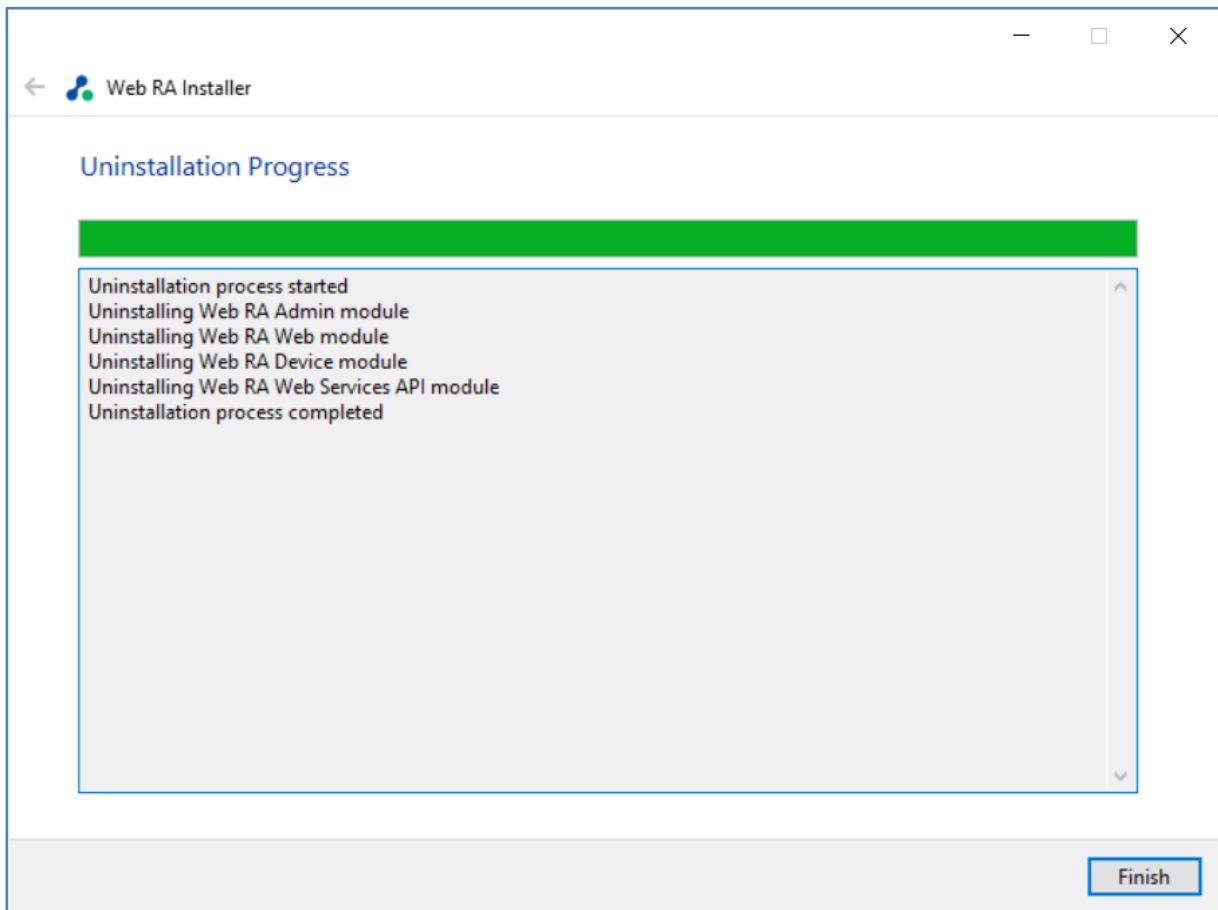 Web RA Installer
Uninstallation Progress
Uninstallation process started
Uninstalling Web RA Admin module
Uninstalling Web RA Web module
Uninstalling Web RA Device module
Uninstalling Web RA Web Services API module
Uninstallation process completed
Finish